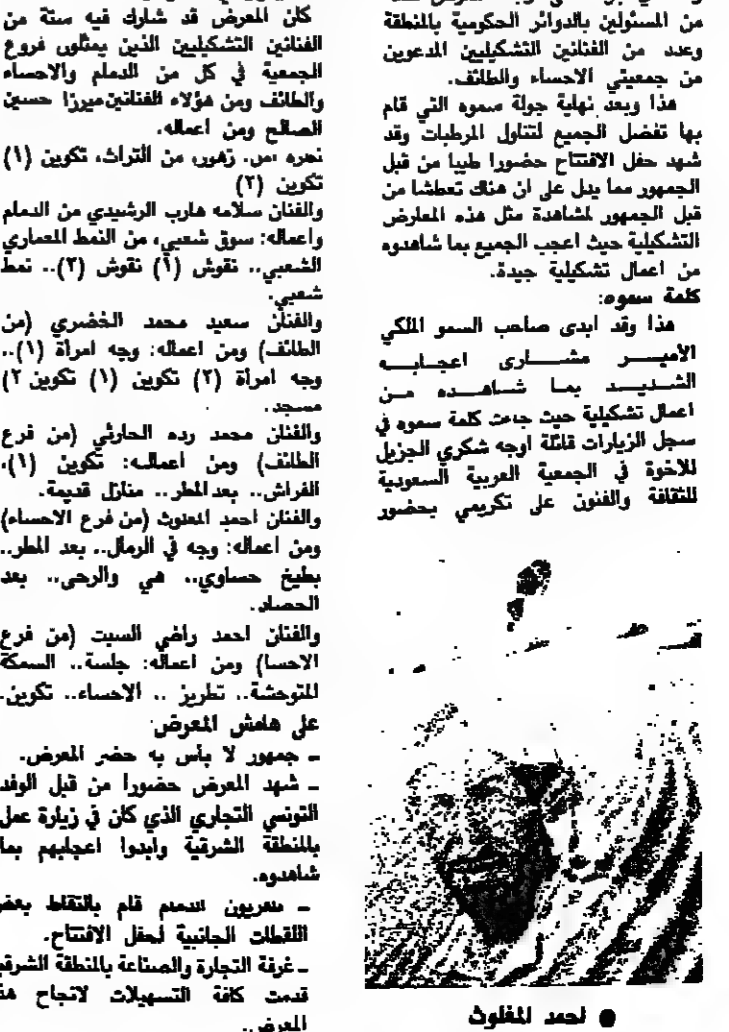 من المسئولين بالدوائر الحكومية بالمنطقة
وعدد من الفنانين التشكيليين المدعوين
من جمعيتي الاحساء والطائف.
هذا وبعد نهاية جولة سموه التي قام
بها تفضل الجميع لتناول المرطبات وقد
شهد حفل الافتتاح حضورا طيبا من قبل
الجمهور مما يدل على ان هناك تعطشا من
قبل الجمهور لمشاهدة مثل هذه المعارض
التشكيلية حيث اعجب الجميع بما شاهدوه
من اعمال تشكيلية جيدة.
كلمة سموه:
هذا وقد ابدى صاحب السمو الملكي
الأميـــر مشـــاري اعجـابـــه
الشـديـــد بمـا شـاهـــده مـن
اعمال تشكيلية حيث جاءت كلمة سموه في
سجل الزيارات قائلة اوجه شكري الجزيل
للأخوة في الجمعية العربية السعودية
للثقافة والفنون على تكريمي بحضور
● احمد المغلوث
كان المعرض قد شارك فيه ستة من
الفنانين التشكيليين الذين يمثلون فروع
الجمعية في كل من الدمام والاحساء
والطائف ومن هؤلاء الفنانين ميرزا حسين
الصالح ومن اعماله.
زهور، من التراث، تكوين (١)
تكوين (٢)
والفنان سلامه هارب الرشيدي من الدمام
واعماله: سوق شعبي، من النمط المعماري
الشعبي.. نقوش (١) نقوش (٢).. نمط
شعبي.
والفنان سعيد محمد الخضري (من
الطائف) ومن اعماله: وجه امرأة (١)..
وجه امرأة (٢) تكوين (١) تكوين ٢)
مسجد.
والفنان محمد رده الحارثي (من فرع
الطائف) ومن اعمالـه: تكوين (١)،
الفراش.. بعد المطر.. منازل قديمة.
والفنان احمد المغلوث (من فرع الاحساء)
ومن اعماله: وجه في الرمال.. بعد المطر..
بطيخ حساوي.. هي والرحى.. بعد
الحصاد.
والفنان احمد راضي السبت (من فرع
الاحسا) ومن اعماله: جلسة.. السمكة
المتوحشة.. تطريز .. الاحساء.. تكوين.
على هامش المعرض
ـ جمهور لا بأس به حضر المعرض.
ـ شهد المعرض حضورا من قبل الوفد
التونسي التجاري الذي كان في زيارة عمل
بالمنطقة الشرقية وابدوا اعجابهم بما
شاهدوه.
ـ تلفزيون الدمام قام بالتقاط بعض
اللقطات الجانبية لحفل الافتتاح.
ـ غرفة التجارة والصناعة بالمنطقة الشرقية
قدمت كافة التسهيلات لانجاح هذا
المعرض.